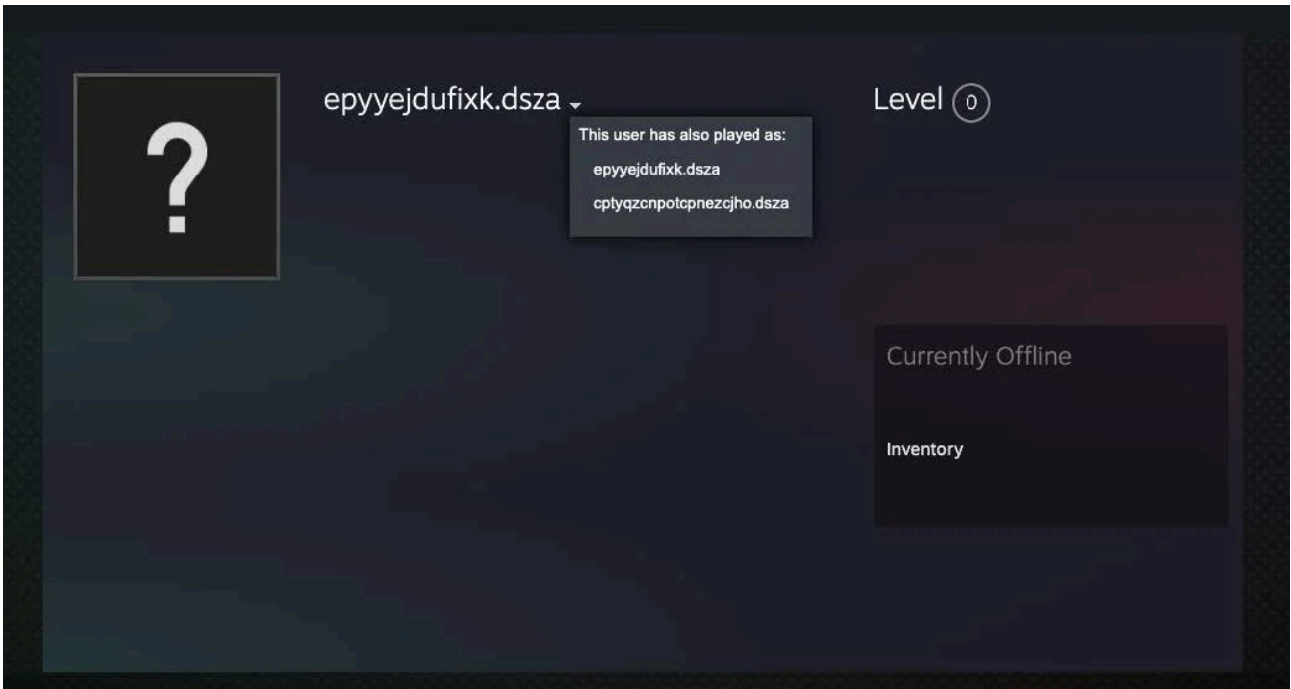 ?
epyyejdufixk.dsza
Level 0
This user has also played as:
epyyejdufixk.dsza
cptyqzcnpotcpnezcjho.dsza
Currently Offline
Inventory